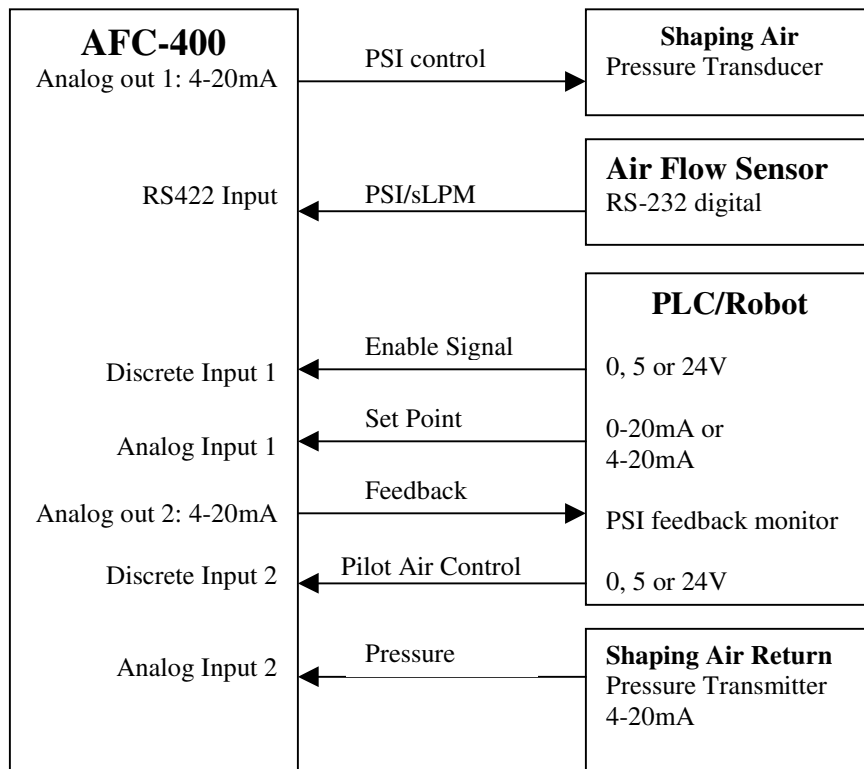 AFC-400
Analog out 1: 4-20mA
PSI control
Shaping Air
Pressure Transducer
RS422 Input
PSI/sLPM
Air Flow Sensor
RS-232 digital
PLC/Robot
Discrete Input 1
Enable Signal
0, 5 or 24V
Analog Input 1
Set Point
0-20mA or
4-20mA
Analog out 2: 4-20mA
Feedback
PSI feedback monitor
Discrete Input 2
Pilot Air Control
0, 5 or 24V
Analog Input 2
Pressure
Shaping Air Return
Pressure Transmitter
4-20mA